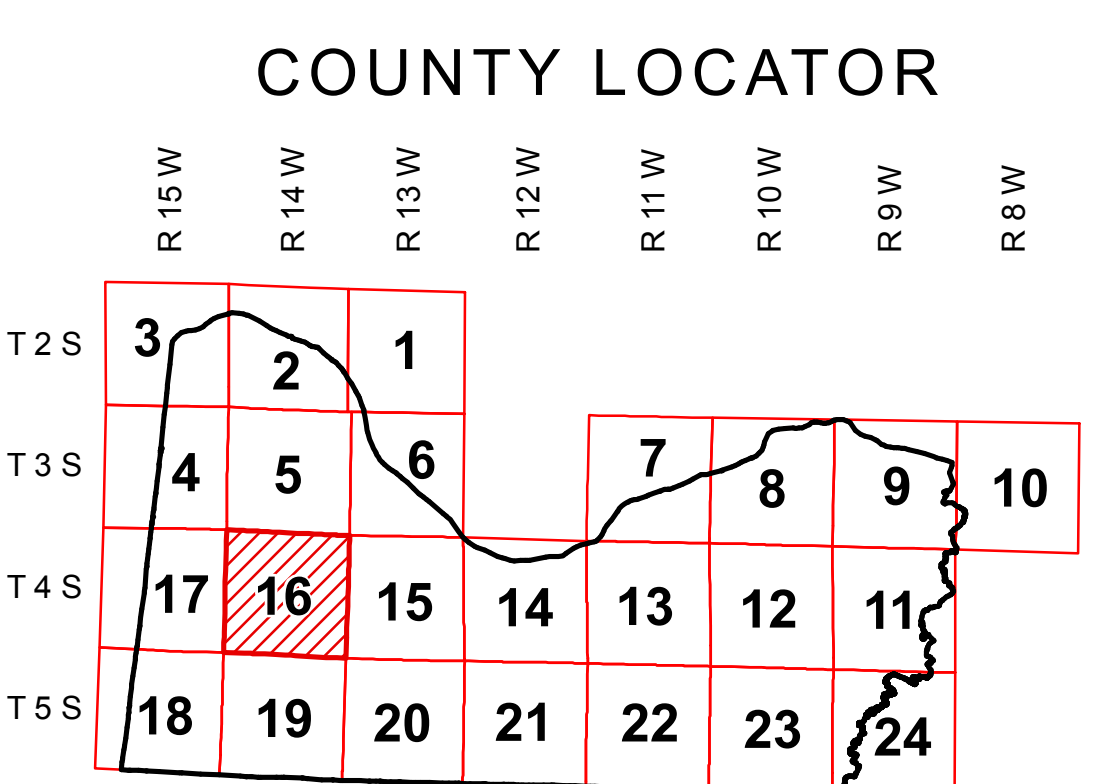 COUNTY LOCATOR
R 15 W R 14 W R 13 W R 12 W R 11 W R 10 W R 9 W R 8 W
T 2 S 3 2 1
T 3 S 4 5 6 7 8 9 10
T 4 S 17 16 15 14 13 12 11
T 5 S 18 19 20 21 22 23 24